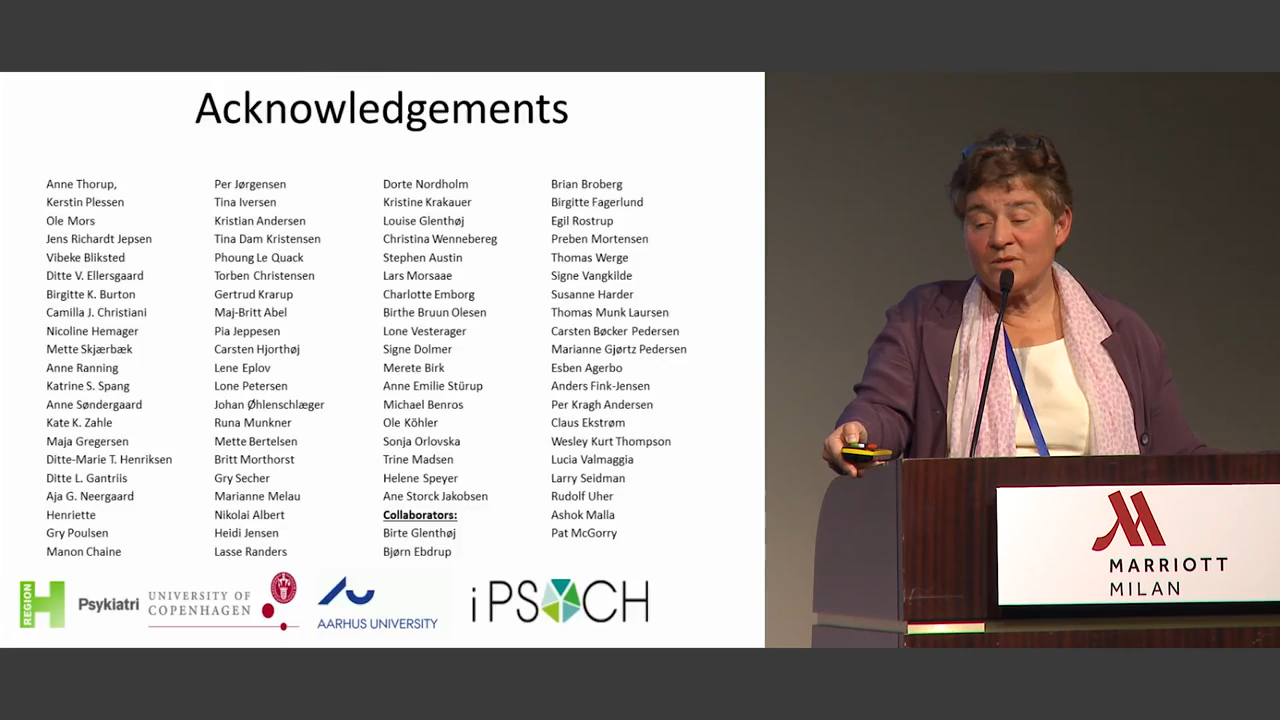 Acknowledgements
Anne Thorup,
Kerstin Plessen
Ole Mors
Jens Richardt Jepsen
Vibeke Bliksted
Ditte V. Ellersgaard
Birgitte K. Burton
Camilla J. Christiani
Nicoline Hemager
Mette Skjærbæk
Anne Ranning
Katrine S. Spang
Anne Søndergaard
Kate K. Zahle
Maja Gregersen
Ditte-Marie T. Henriksen
Ditte L. Gantriis
Aja G. Neergaard
Henriette
Gry Poulsen
Manon Chaine
Per Jørgensen
Tina Iversen
Kristian Andersen
Tina Dam Kristensen
Phoung Le Quack
Torben Christensen
Gertrud Krarup
Maj-Britt Abel
Pia Jeppesen
Carsten Hjorthøj
Lene Eplov
Lone Petersen
Johan Øhlenschlæger
Runa Munkner
Mette Bertelsen
Britt Morthorst
Gry Secher
Marianne Melau
Nikolai Albert
Heidi Jensen
Lasse Randers
Dorte Nordholm
Kristine Krakauer
Louise Glenthøj
Christina Wennebereg
Stephen Austin
Lars Morsaae
Charlotte Emborg
Birthe Bruun Olesen
Lone Vesterager
Signe Dolmer
Merete Birk
Anne Emilie Stürup
Michael Benros
Ole Köhler
Sonja Orlovska
Trine Madsen
Helene Speyer
Ane Storck Jakobsen
Collaborators:
Birte Glenthøj
Bjørn Ebdrup
Brian Broberg
Birgitte Fagerlund
Egil Rostrup
Preben Mortensen
Thomas Werge
Signe Vangkilde
Susanne Harder
Thomas Munk Laursen
Carsten Bøcker Pedersen
Marianne Gjørtz Pedersen
Esben Agerbo
Anders Fink-Jensen
Per Kragh Andersen
Claus Ekstrøm
Wesley Kurt Thompson
Lucia Valmaggia
Larry Seidman
Rudolf Uher
Ashok Malla
Pat McGorry
REGION H
Psykiatri
UNIVERSITY OF
COPENHAGEN
AARHUS UNIVERSITY
iPSYCH
MARRIOTT
MILAN